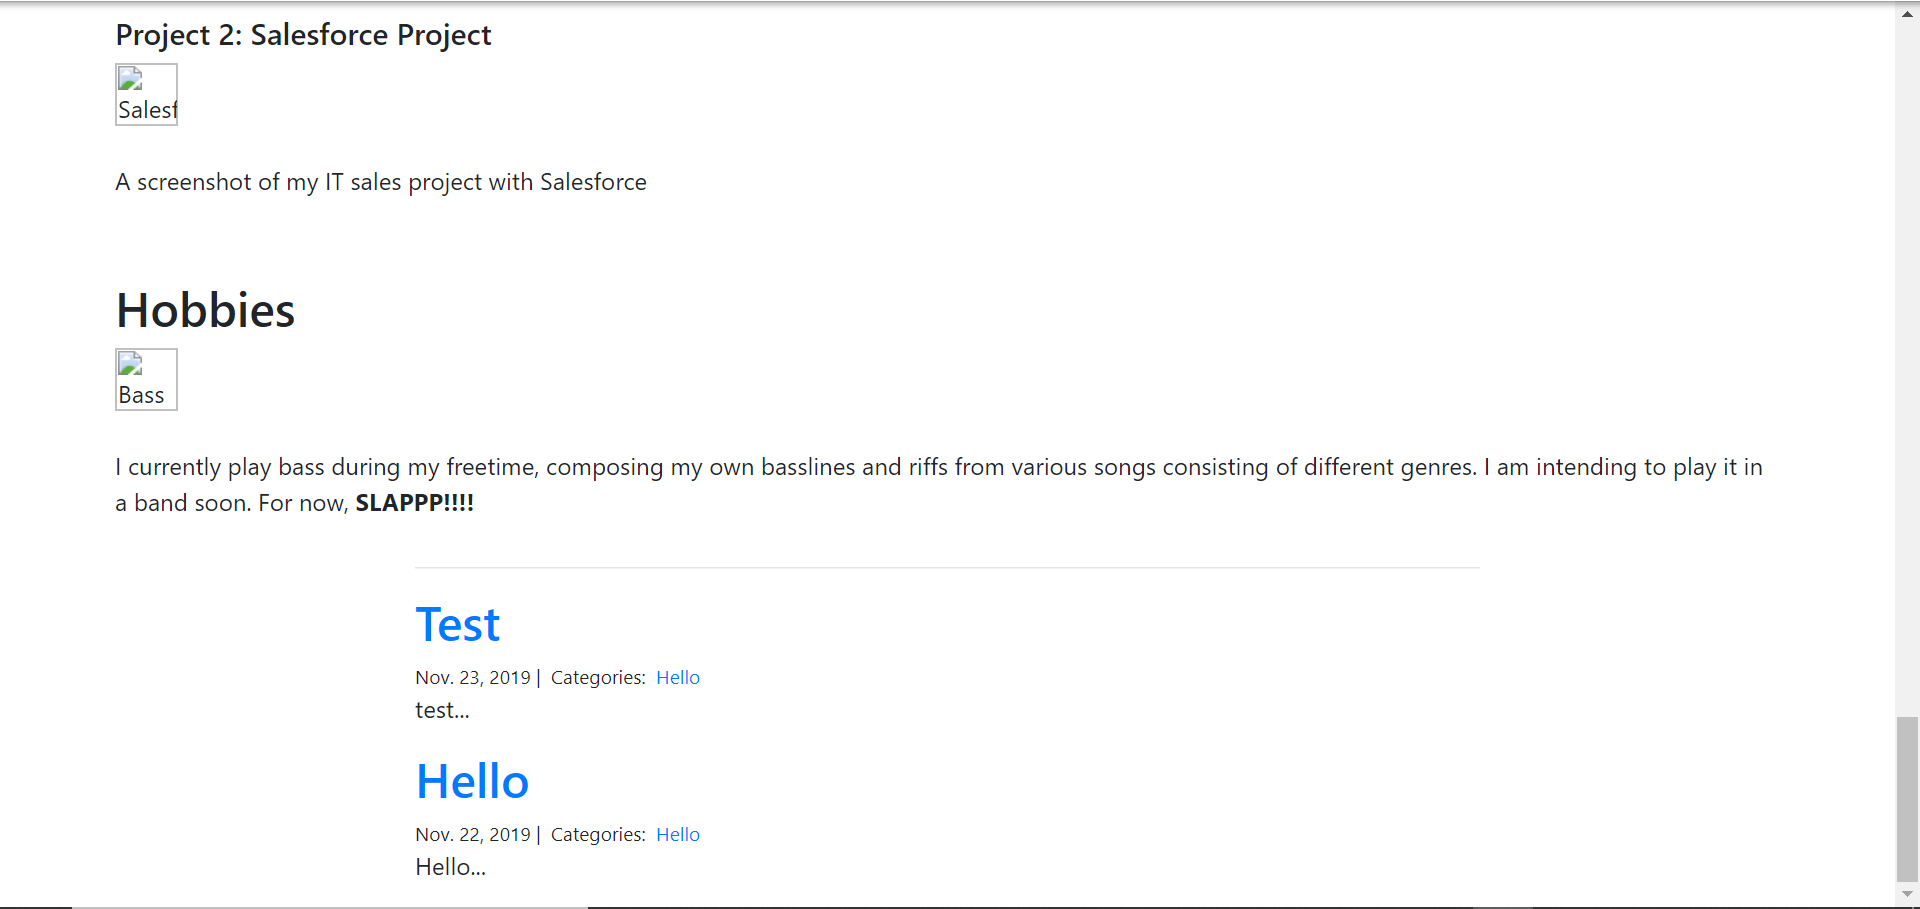 Project 2: Salesforce Project
Salesf
A screenshot of my IT sales project with Salesforce
Hobbies
Bass
I currently play bass during my freetime, composing my own basslines and riffs from various songs consisting of different genres. I am intending to play it in
a band soon. For now, SLAPPP!!!!
Test
Nov. 23, 2019 | Categories: Hello
test...
Hello
Nov. 22, 2019 | Categories: Hello
Hello...